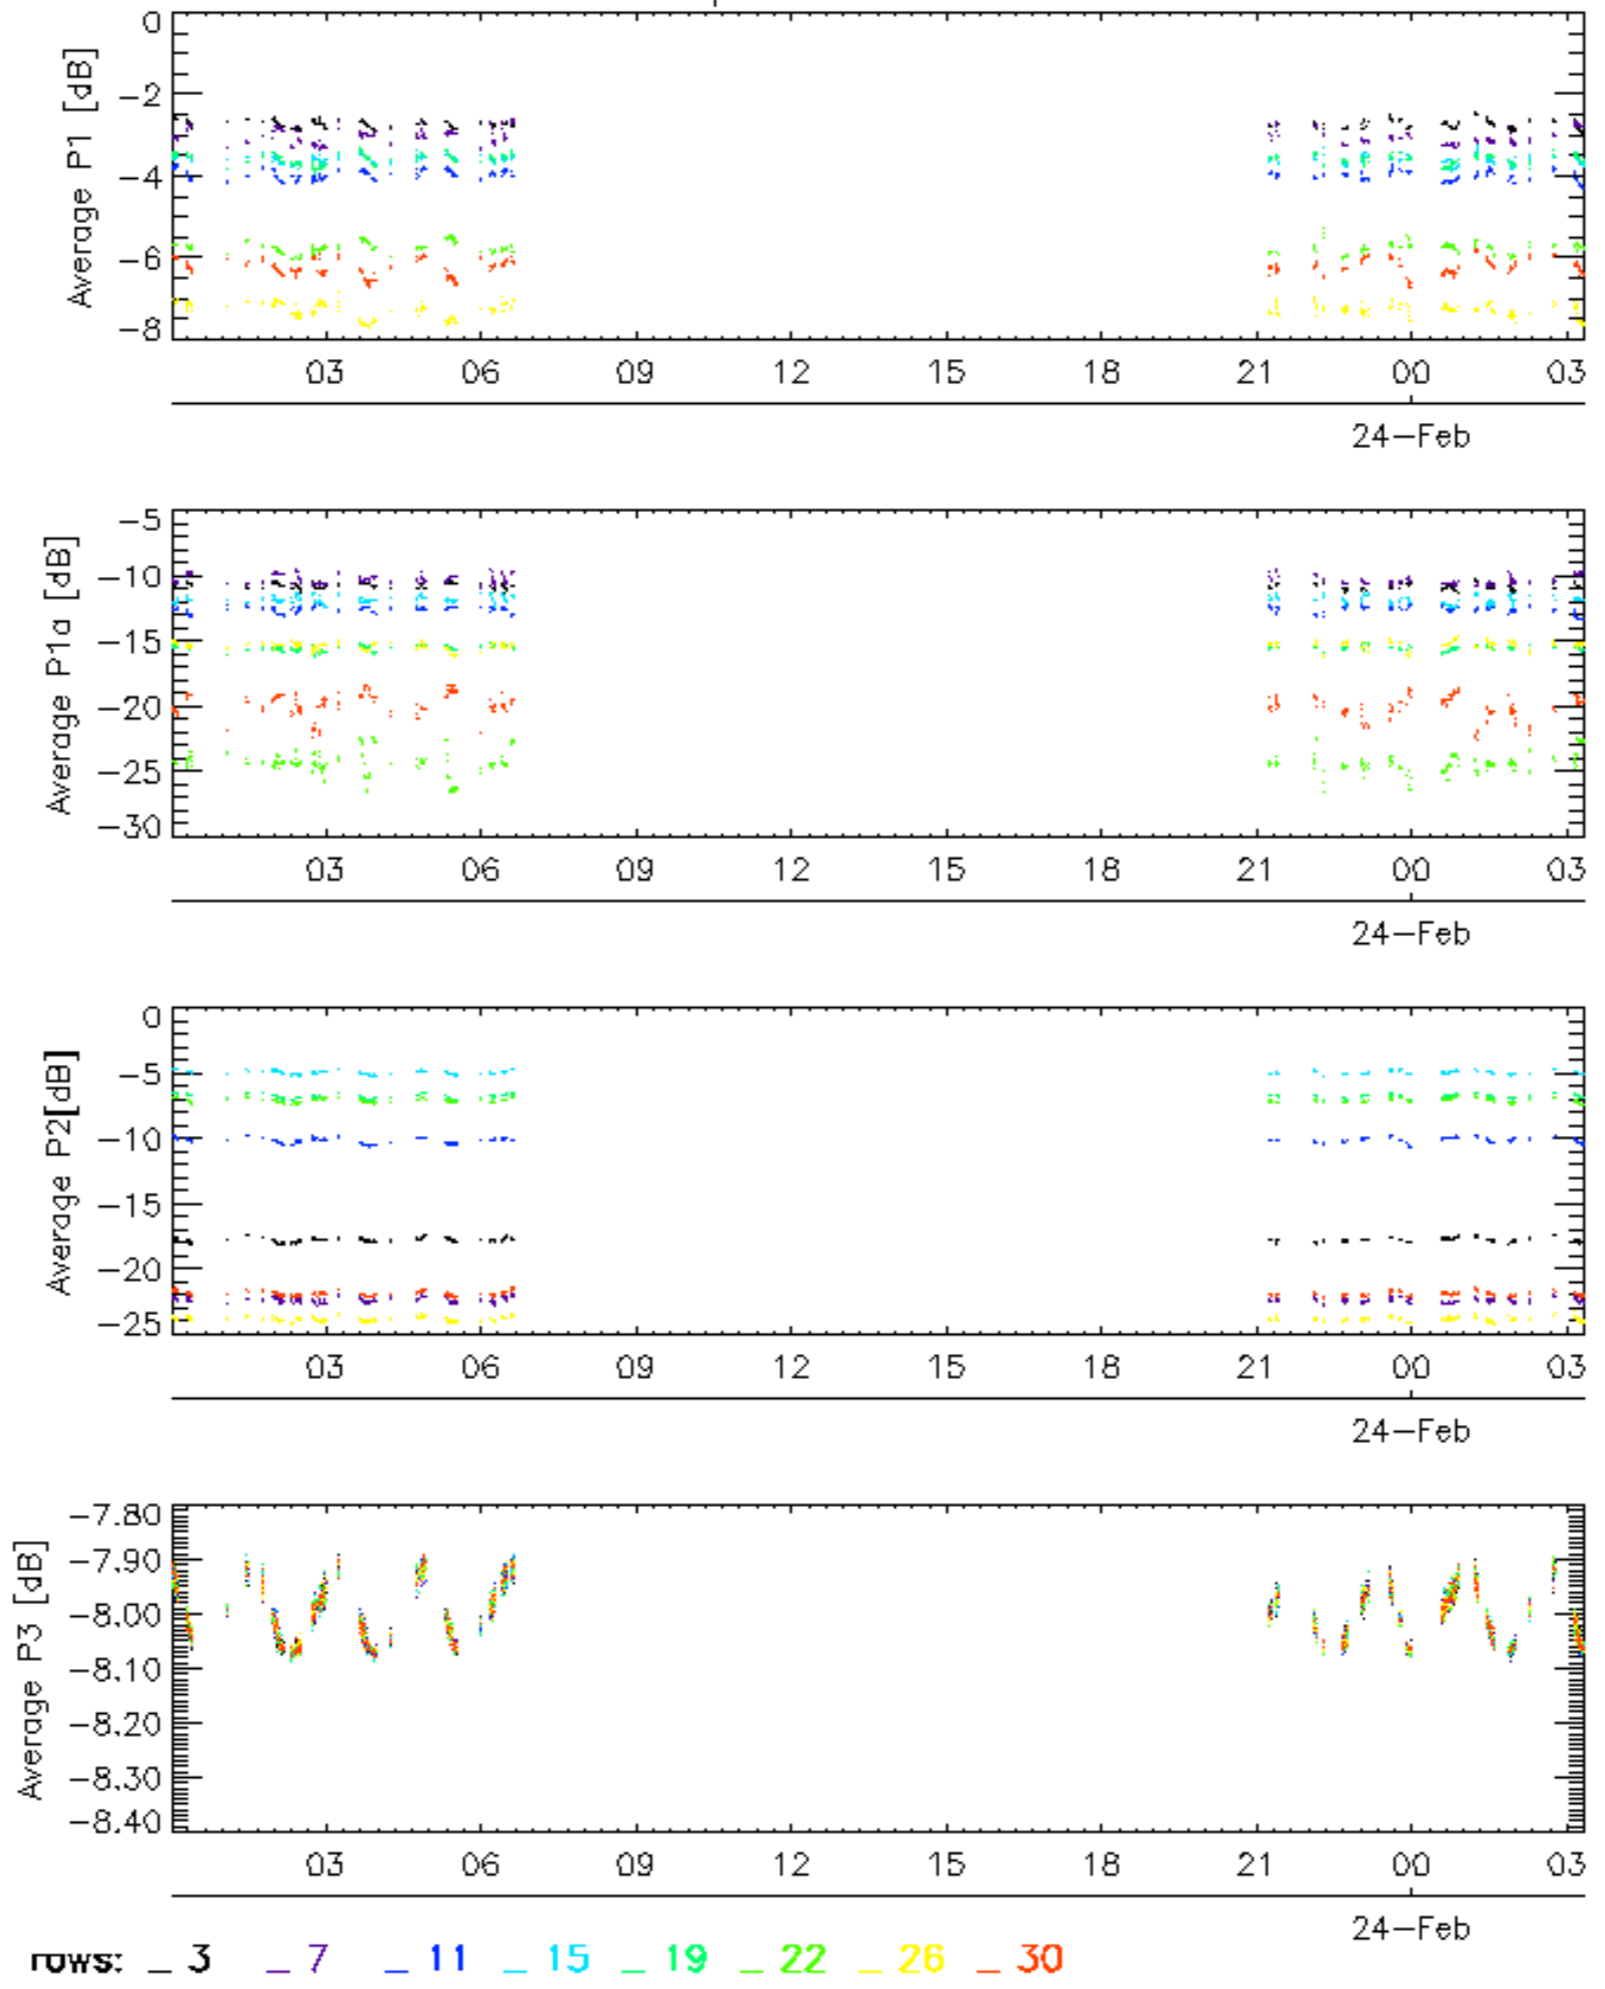 Average P1 [dB]
0
-2
-4
-6
-8
03 06 09 12 15 18 21 00 03
24-Feb
Average P1a [dB]
-5
-10
-15
-20
-25
-30
03 06 09 12 15 18 21 00 03
24-Feb
Average P2[dB]
0
-5
-10
-15
-20
-25
03 06 09 12 15 18 21 00 03
24-Feb
Average P3 [dB]
-7.80
-7.90
-8.00
-8.10
-8.20
-8.30
-8.40
03 06 09 12 15 18 21 00 03
24-Feb
rows: _ 3 _ 7 _ 11 _ 15 _ 19 _ 22 _ 26 _ 30